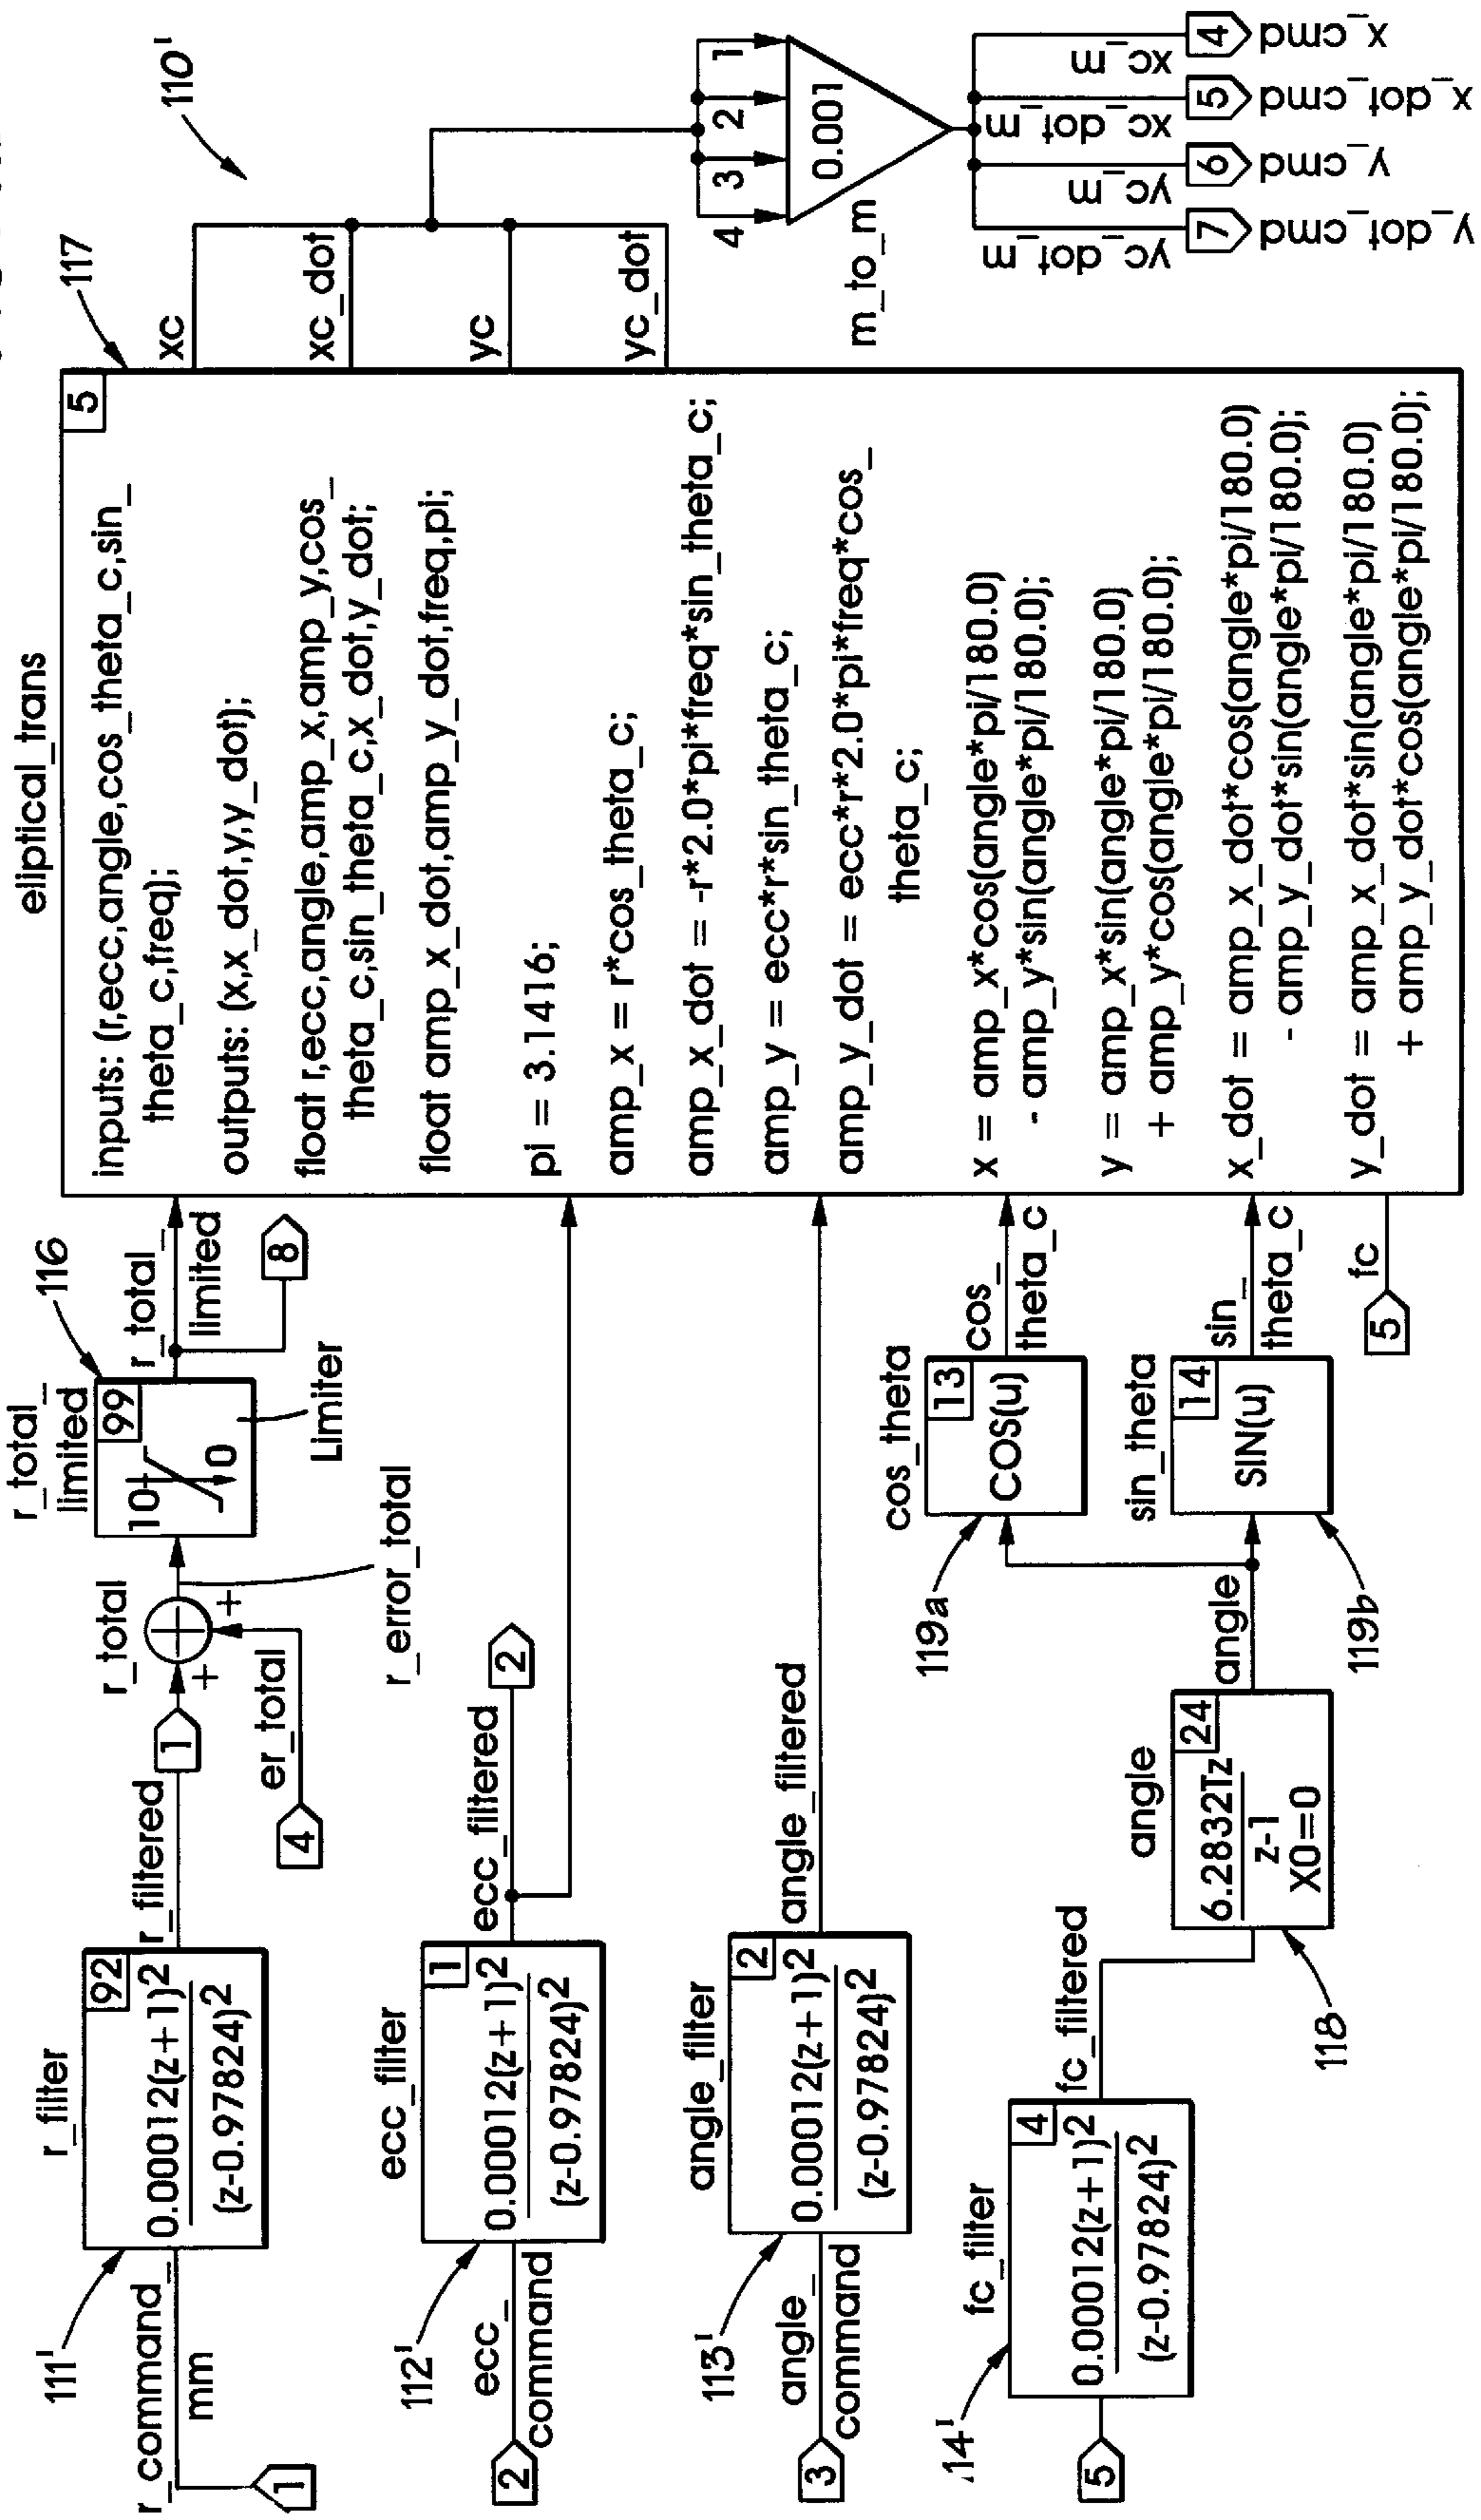 110'
r_command_
mm
1
111'
r_filter
92
0.00012(z+1)²
(z-0.97824)²
r_filtered
1
er_total
4
r_total
+
+
r_error_total
r_total_
limited
99
10
0
Limiter
116
r_total_
limited
8
ecc_
command
2
112'
ecc_filter
1
0.00012(z+1)²
(z-0.97824)²
ecc_filtered
2
angle_
command
3
113'
angle_filter
2
0.00012(z+1)²
(z-0.97824)²
angle_filtered
5
114'
fc_filter
4
0.00012(z+1)²
(z-0.97824)²
fc_filtered
118
angle
24
6.2832Tz
z-1
X0=0
angle
119a
cos_theta
13
COS(u)
cos_
theta_c
119b
sin_theta
14
SIN(u)
sin_
theta_c
5
fc
eliptical_trans
117
5
inputs: (r,ecc,angle,cos_theta_c,sin_
theta_c,freq);
outputs: (x,x_dot,y,y_dot);
float r,ecc,angle,amp_x,amp_y,cos_
theta_c,sin_theta_c,x_dot,y_dot;
float amp_x_dot,amp_y_dot,freq,pi;
pi = 3.1416;
amp_x = r*cos_theta_c;
amp_x_dot = -r*2.0*pi*freq*sin_theta_c;
amp_y = ecc*r*sin_theta_c;
amp_y_dot = ecc*r*2.0*pi*freq*cos_
theta_c;
x = amp_x*cos(angle*pi/180.0)
- amp_y*sin(angle*pi/180.0);
y = amp_x*sin(angle*pi/180.0)
+ amp_y*cos(angle*pi/180.0);
x_dot = amp_x_dot*cos(angle*pi/180.0)
- amp_y_dot*sin(angle*pi/180.0);
y_dot = amp_x_dot*sin(angle*pi/180.0)
+ amp_y_dot*cos(angle*pi/180.0);
xc
xc_dot
yc
yc_dot
1
2
3
4
0.001
m_to_m
xc_m
4
x_cmd
xc_dot_m
5
x_dot_cmd
yc_m
6
y_cmd
yc_dot_m
7
y_dot_cmd